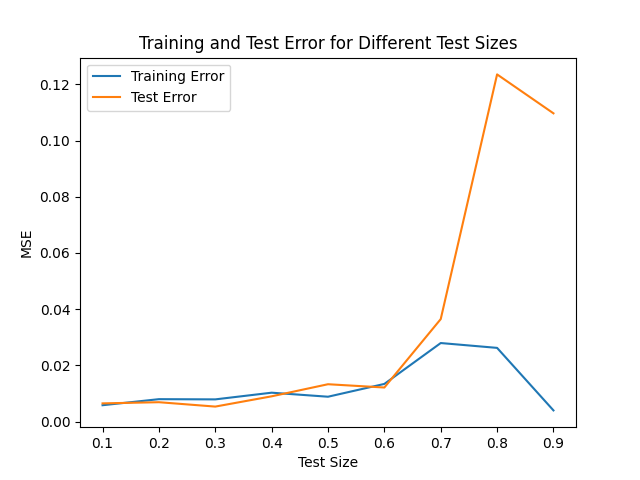 Training and Test Error for Different Test Sizes
Training Error
Test Error
0.12
0.10
0.08
0.06
0.04
0.02
0.00
MSE
0.1 0.2 0.3 0.4 0.5 0.6 0.7 0.8 0.9
Test Size